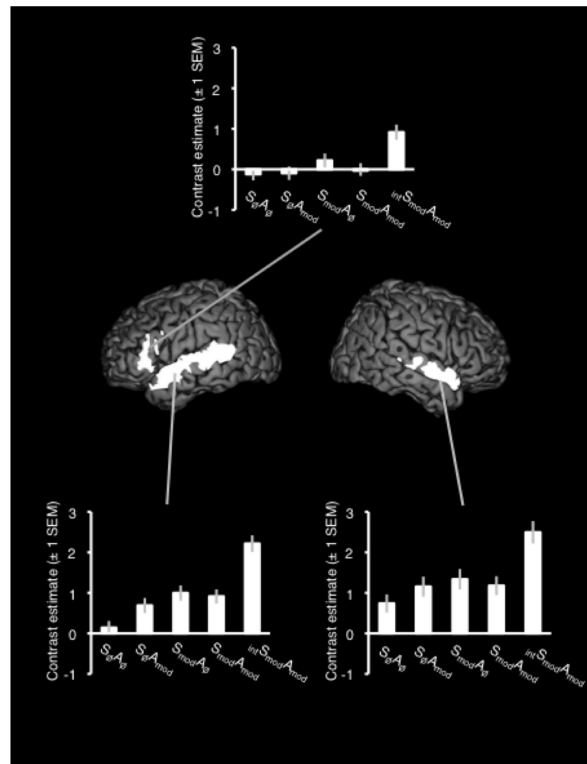 Contrast estimate (± 1 SEM)
3
2
1
0
-1
SøAø
SøAmod
SmodAø
SmodAmod
intSmodAmod
Contrast estimate (± 1 SEM)
3
2
1
0
-1
SøAø
SøAmod
SmodAø
SmodAmod
intSmodAmod
Contrast estimate (± 1 SEM)
3
2
1
0
-1
SøAø
SøAmod
SmodAø
SmodAmod
intSmodAmod